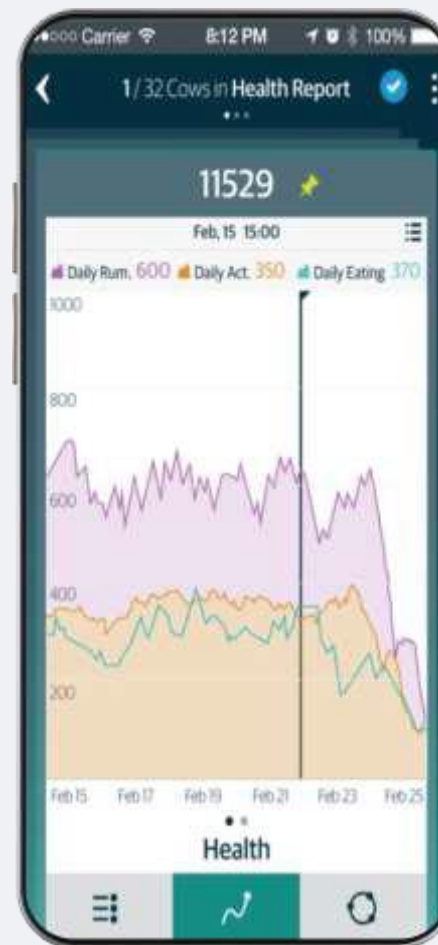 Carrier 8:12 PM 100%
1 / 32 Cows in Health Report
11529
Feb, 15 15:00
Daily Rum. 600 Daily Act. 350 Daily Eating 370
1000
800
600
400
200
Feb 15 Feb 17 Feb 19 Feb 21 Feb 23 Feb 25
Health